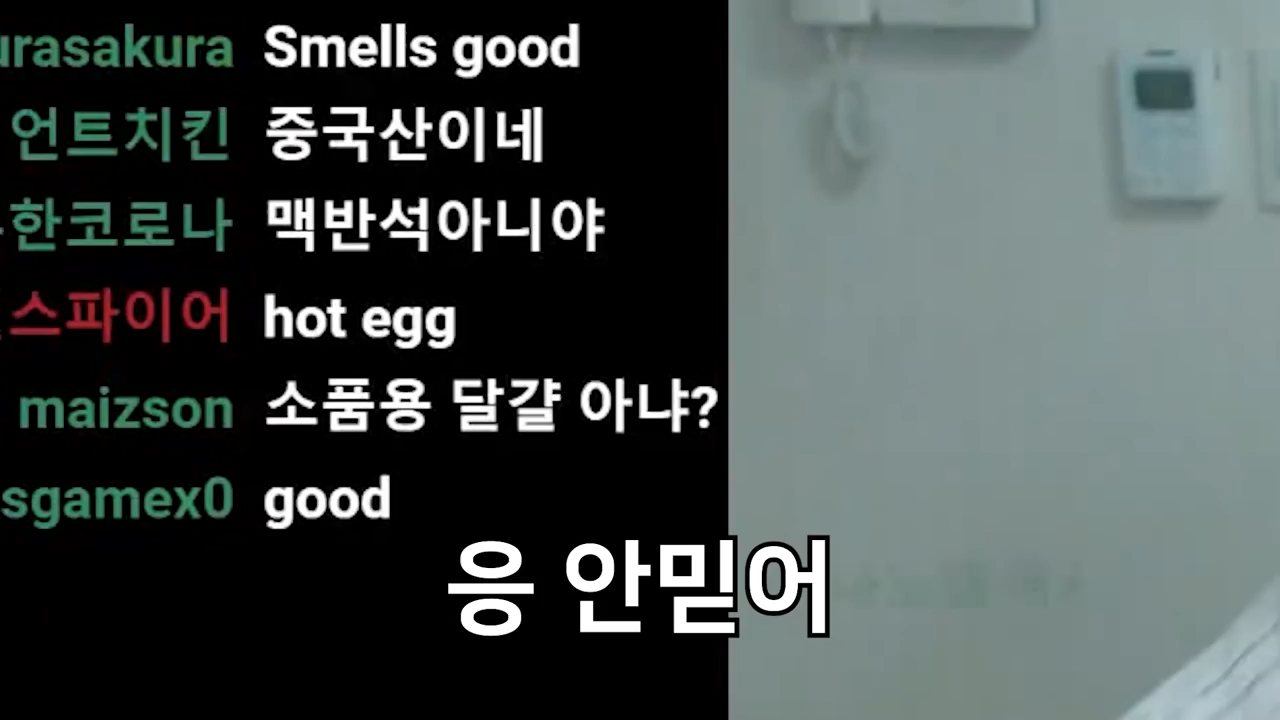 urasakura Smells good
언트치킨 중국산이네
한코로나 맥반석아니야
스파이어 hot egg
maizson 소품용 달걀 아냐?
sgamex0 good
응 안믿어